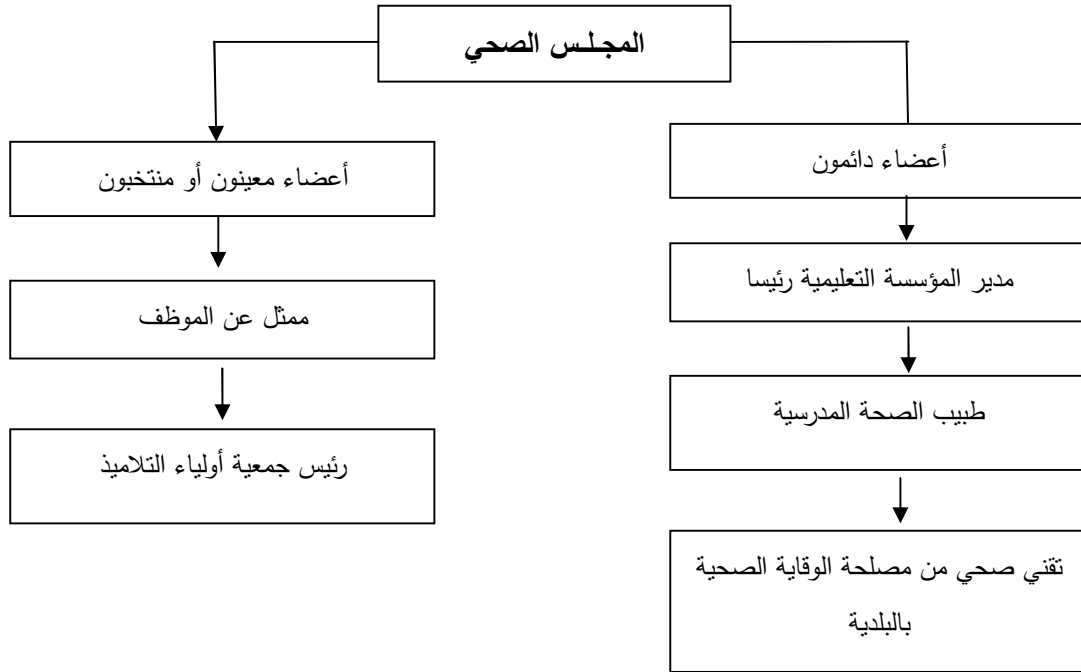 المجلس الصحي
أعضاء دائمون
مدير المؤسسة التعليمية رئيسا
طبيب الصحة المدرسية
تقني صحي من مصلحة الوقاية الصحية
بالبلدية
أعضاء معينون أو منتخبون
ممثل عن الموظف
رئيس جمعية أولياء التلاميذ